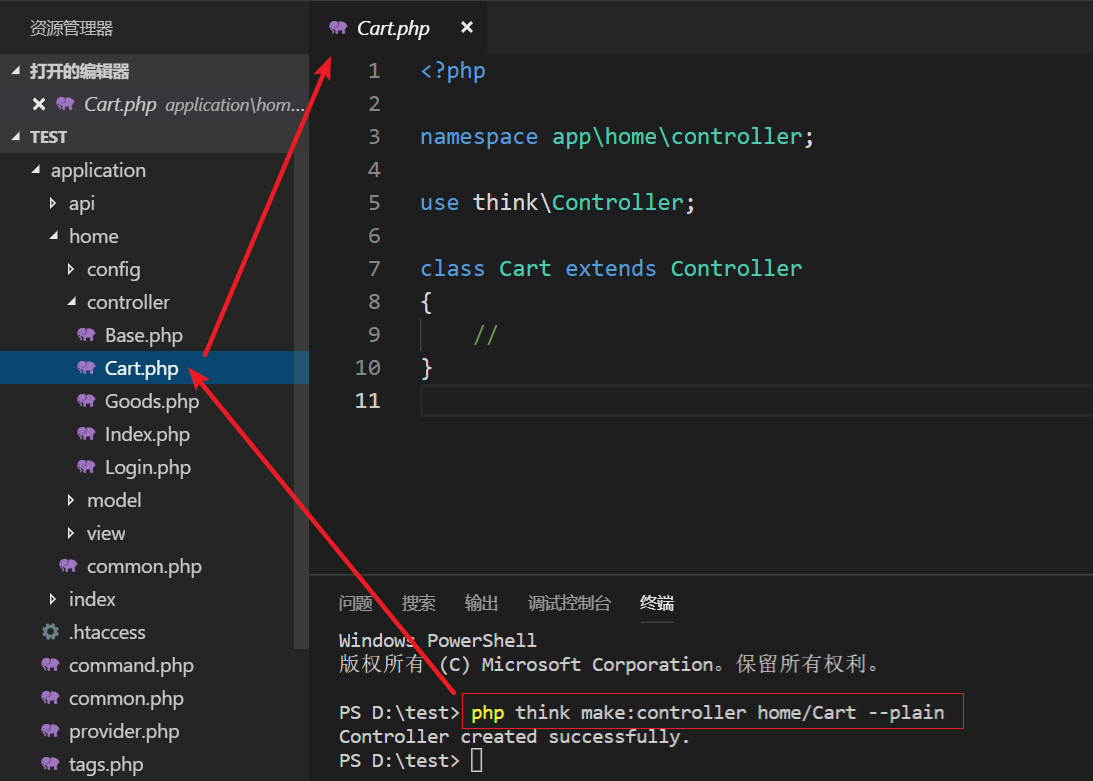 资源管理器
打开的编辑器
Cart.php application\hom...
TEST
application
api
home
config
controller
Base.php
Cart.php
Goods.php
Index.php
Login.php
model
view
common.php
index
.htaccess
command.php
common.php
provider.php
tags.php
Cart.php
1 <?php
2
3 namespace app\home\controller;
4
5 use think\Controller;
6
7 class Cart extends Controller
8 {
9 //
10 }
11
问题 搜索 输出 调试控制台 终端
Windows PowerShell
版权所有 (C) Microsoft Corporation。保留所有权利。
PS D:\test> php think make:controller home/Cart --plain
Controller created successfully.
PS D:\test>